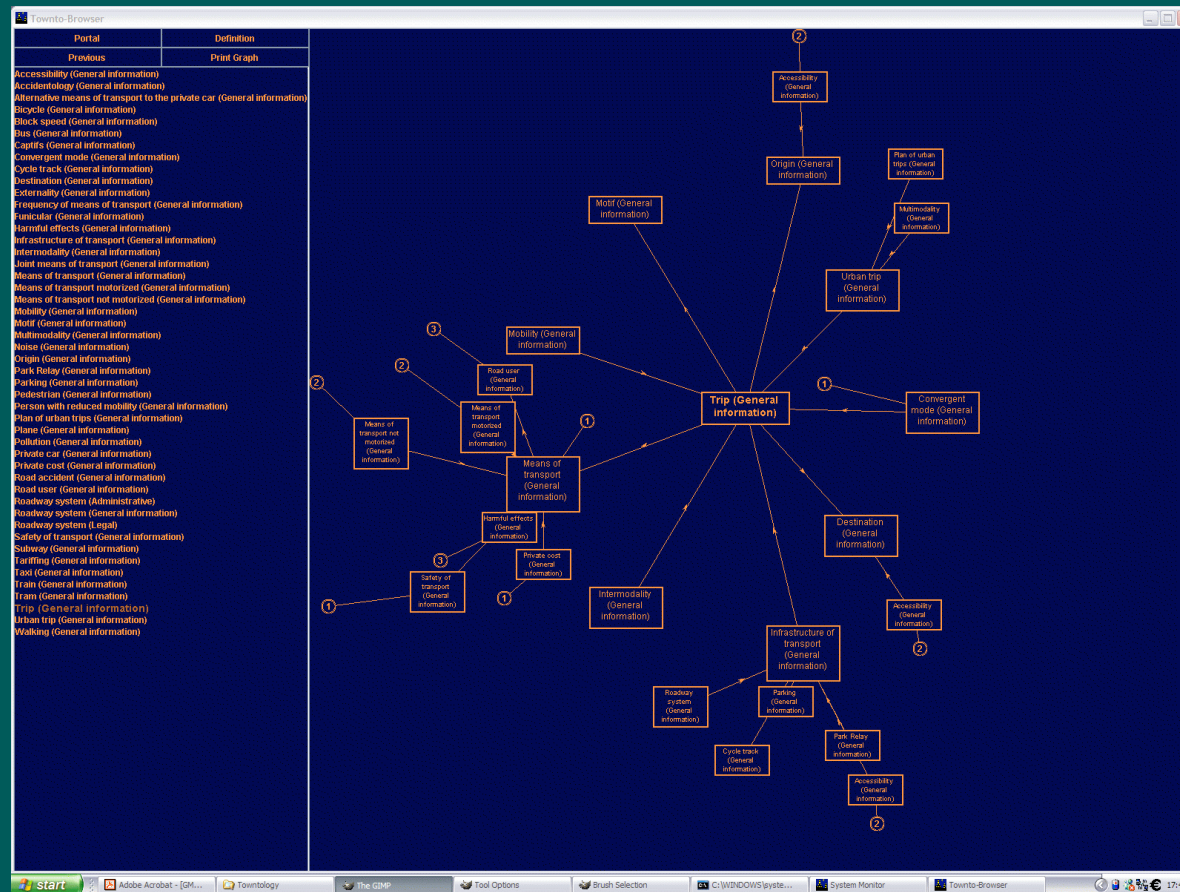 Townto-Browser
Portal
Definition
Previous
Print Graph
Accessibility (General information)
Accidentology (General information)
Alternative means of transport to the private car (General information)
Bicycle (General information)
Block speed (General information)
Bus (General information)
Captifs (General information)
Convergent mode (General information)
Cycle track (General information)
Destination (General information)
Externality (General information)
Frequency of means of transport (General information)
Funicular (General information)
Harmful effects (General information)
Infrastructure of transport (General information)
Intermodality (General information)
Joint means of transport (General information)
Means of transport (General information)
Means of transport motorized (General information)
Means of transport not motorized (General information)
Mobility (General information)
Motif (General information)
Multimodality (General information)
Noise (General information)
Origin (General information)
Park Relay (General information)
Parking (General information)
Pedestrian (General information)
Person with reduced mobility (General information)
Plan of urban trips (General information)
Plane (General information)
Pollution (General information)
Private car (General information)
Private cost (General information)
Road accident (General information)
Road user (General information)
Roadway system (Administrative)
Roadway system (General information)
Roadway system (Legal)
Safety of transport (General information)
Subway (General information)
Tariffing (General information)
Taxi (General information)
Train (General information)
Tram (General information)
Trip (General information)
Urban trip (General information)
Walking (General information)
2
Accessibility
(General
information)
Origin (General
information)
Plan of urban
trips (General
information)
Motif (General
information)
Multimodality
(General
information)
Urban trip
(General
information)
3
Mobility (General
information)
2
Road user
(General
information)
2
1
Trip (General
information)
Convergent
mode (General
information)
Means of
transport
motorized
(General
information)
1
Means of
transport not
motorized
(General
information)
Means of
transport
(General
information)
Harmful effects
(General
information)
Destination
(General
information)
3
Private cost
(General
information)
Safety of
transport
(General
information)
1
1
Intermodality
(General
information)
Accessibility
(General
information)
2
Infrastructure of
transport
(General
information)
Roadway
system
(General
information)
Parking
(General
information)
Park Relay
(General
information)
Cycle track
(General
information)
Accessibility
(General
information)
2
start
Adobe Acrobat - [GM...
Towntology
The GIMP
Tool Options
Brush Selection
C:\WINDOWS\syste...
System Monitor
Townto-Browser